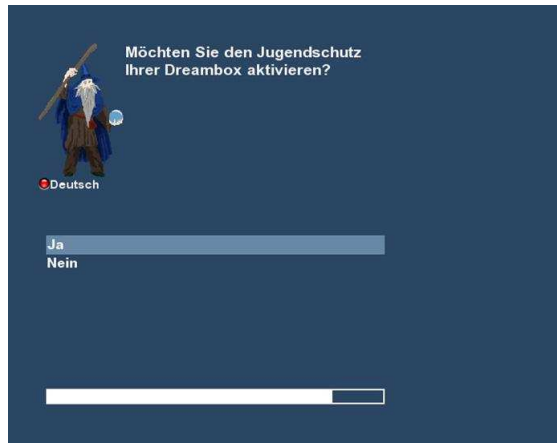 Möchten Sie den Jugendschutz
Ihrer Dreambox aktivieren?
Deutsch
Ja
Nein